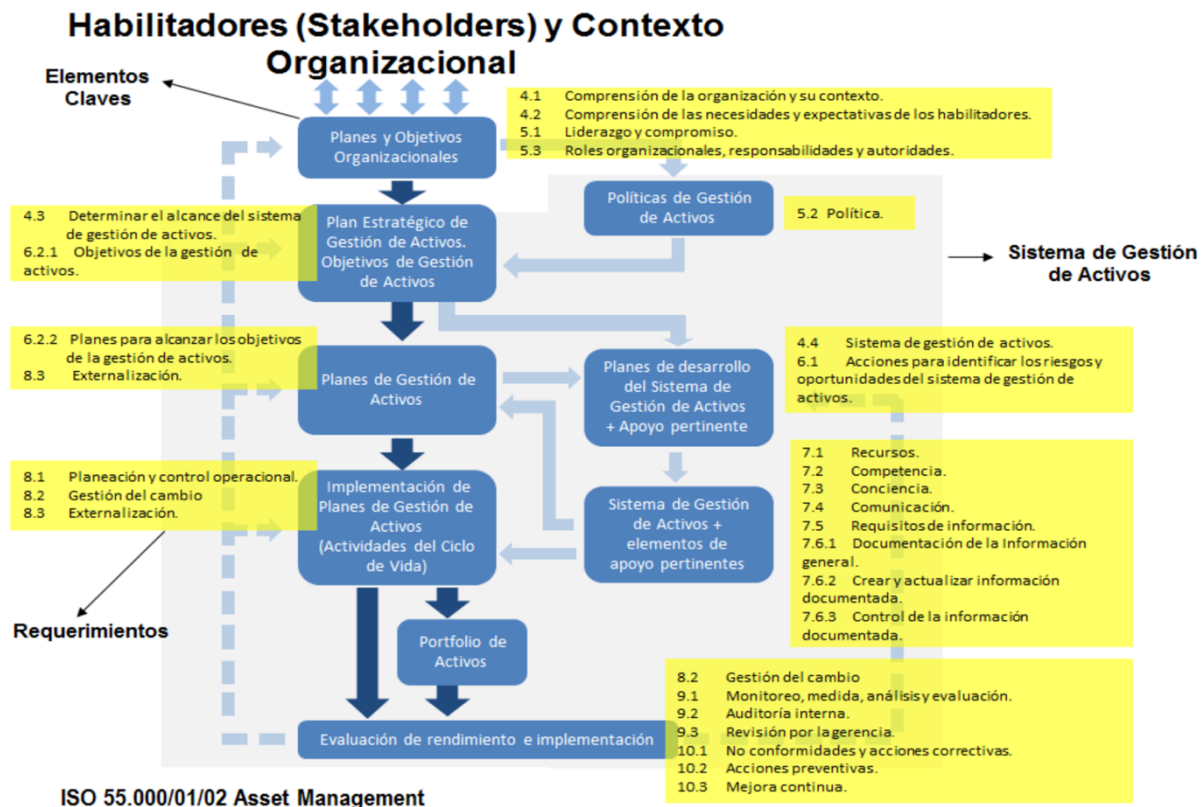 Habilitadores (Stakeholders) y Contexto
Organizacional
Elementos
Claves
Planes y Objetivos
Organizacionales
4.1 Comprensión de la organización y su contexto.
4.2 Comprensión de las necesidades y expectativas de los habilitadores.
5.1 Liderazgo y compromiso.
5.3 Roles organizacionales, responsabilidades y autoridades.
Políticas de Gestión
de Activos
5.2 Política.
4.3 Determinar el alcance del sistema
de gestión de activos.
6.2.1 Objetivos de la gestión de
activos.
Plan Estratégico de
Gestión de Activos.
Objetivos de Gestión
de Activos
Sistema de Gestión
de Activos
6.2.2 Planes para alcanzar los objetivos
de la gestión de activos.
8.3 Externalización.
Planes de Gestión de
Activos
Planes de desarrollo
del Sistema de
Gestión de Activos
+ Apoyo pertinente
4.4 Sistema de gestión de activos.
6.1 Acciones para identificar los riesgos y
oportunidades del sistema de gestión de
activos.
8.1 Planeación y control operacional.
8.2 Gestión del cambio
8.3 Externalización.
Implementación de
Planes de Gestión de
Activos
(Actividades del Ciclo
de Vida)
Sistema de Gestión
de Activos +
elementos de
apoyo pertinentes
7.1 Recursos.
7.2 Competencia.
7.3 Conciencia.
7.4 Comunicación.
7.5 Requisitos de información.
7.6.1 Documentación de la Información
general.
7.6.2 Crear y actualizar información
documentada.
7.6.3 Control de la información
documentada.
Requerimientos
Portfolio de
Activos
Evaluación de rendimiento e implementación
8.2 Gestión del cambio
9.1 Monitoreo, medida, análisis y evaluación.
9.2 Auditoría interna.
9.3 Revisión por la gerencia.
10.1 No conformidades y acciones correctivas.
10.2 Acciones preventivas.
10.3 Mejora continua.
ISO 55.000/01/02 Asset Management